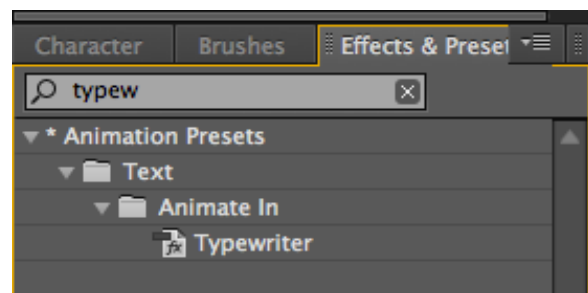 Character Brushes Effects & Preset
typew
* Animation Presets
Text
Animate In
Typewriter